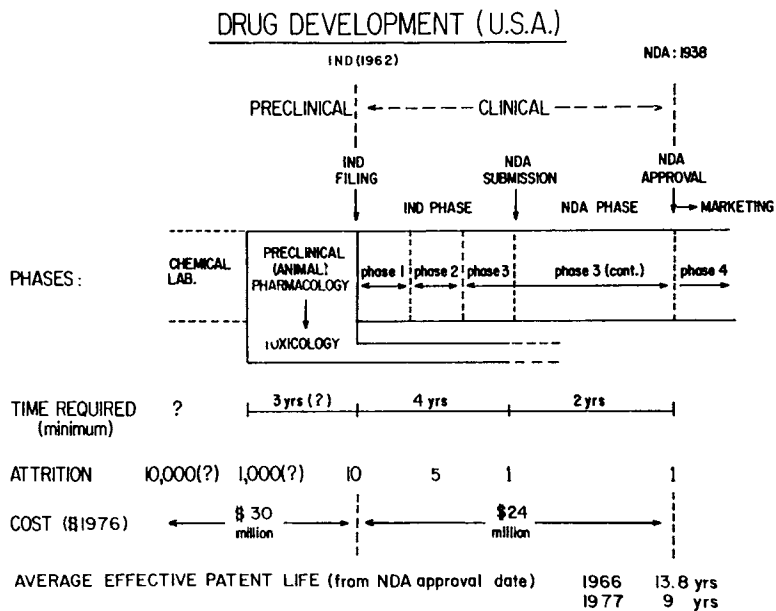 DRUG DEVELOPMENT (U.S.A.)
IND (1962)
NDA: 1938
PRECLINICAL
CLINICAL
IND
FILING
NDA
SUBMISSION
NDA
APPROVAL
IND PHASE
NDA PHASE
MARKETING
PHASES:
CHEMICAL
LAB.
PRECLINICAL
(ANIMAL)
PHARMACOLOGY
TOXICOLOGY
phase 1
phase 2
phase 3
phase 3 (cont.)
phase 4
TIME REQUIRED
(minimum)
?
3 yrs (?)
4 yrs
2 yrs
ATTRITION 10,000(?) 1,000(?) 10 5 1 1
COST ($1976)
$30
million
$24
million
AVERAGE EFFECTIVE PATENT LIFE (from NDA approval date) 1966 13.8 yrs
1977 9 yrs